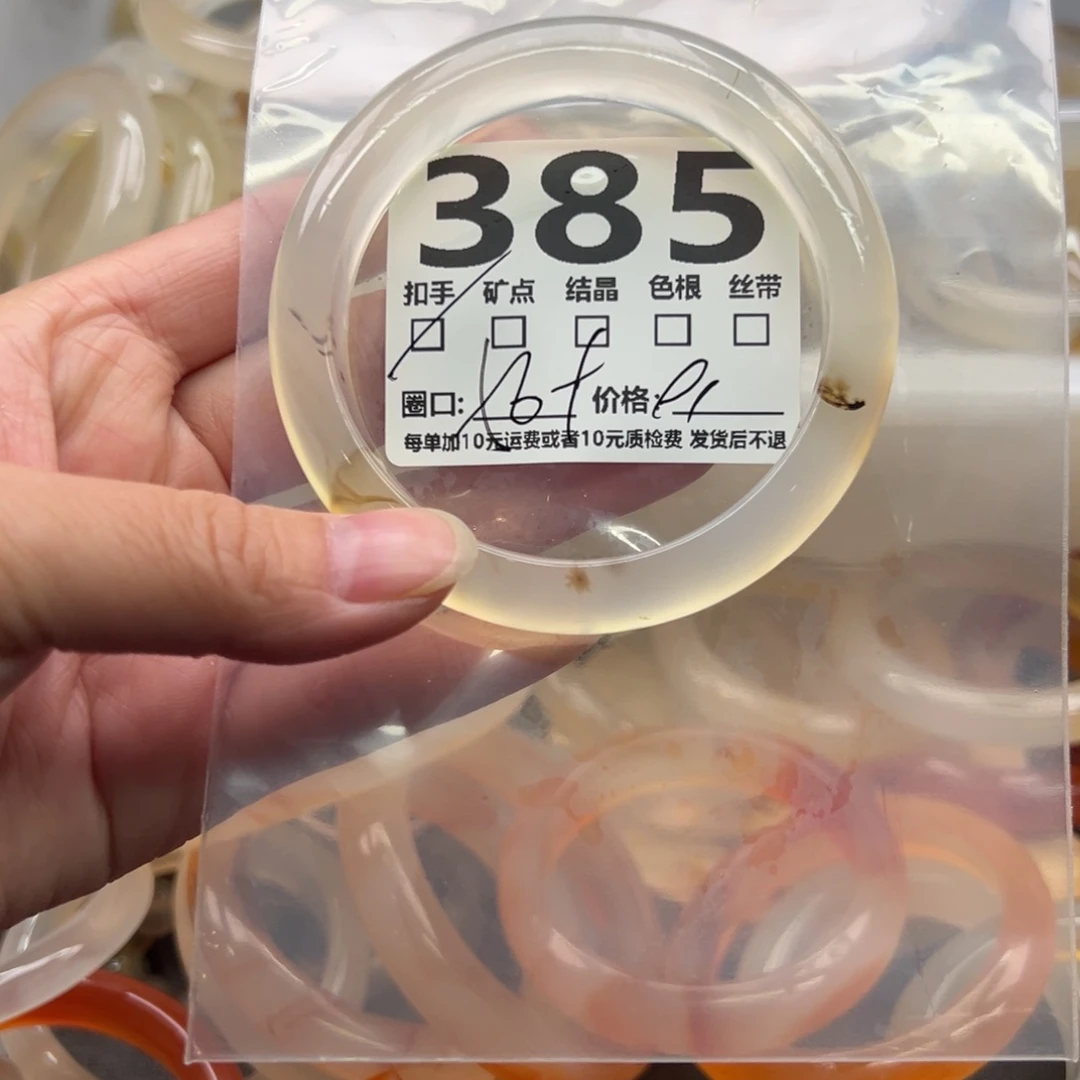 385
扣手 矿点 结晶 色根 丝带
圈口: 价格:
每单加10元运费或者10元质检费 发货后不退